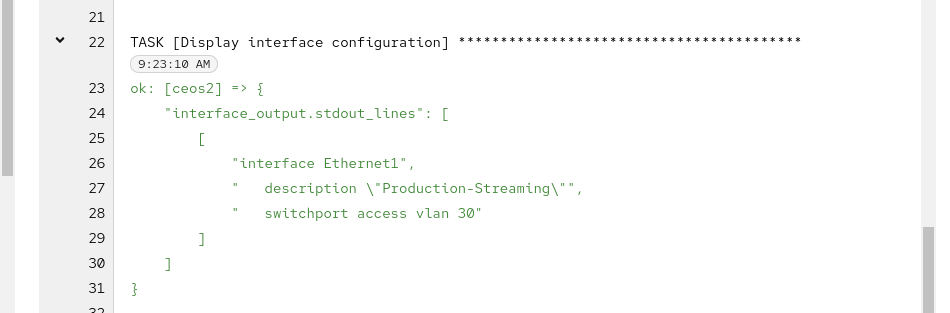 21
22 TASK [Display interface configuration] *****************************************
9:23:10 AM
23 ok: [ceos2] => {
24     "interface_output.stdout_lines": [
25         [
26             "interface Ethernet1",
27             "   description \"Production-Streaming\"",
28             "   switchport access vlan 30"
29         ]
30     ]
31 }
32